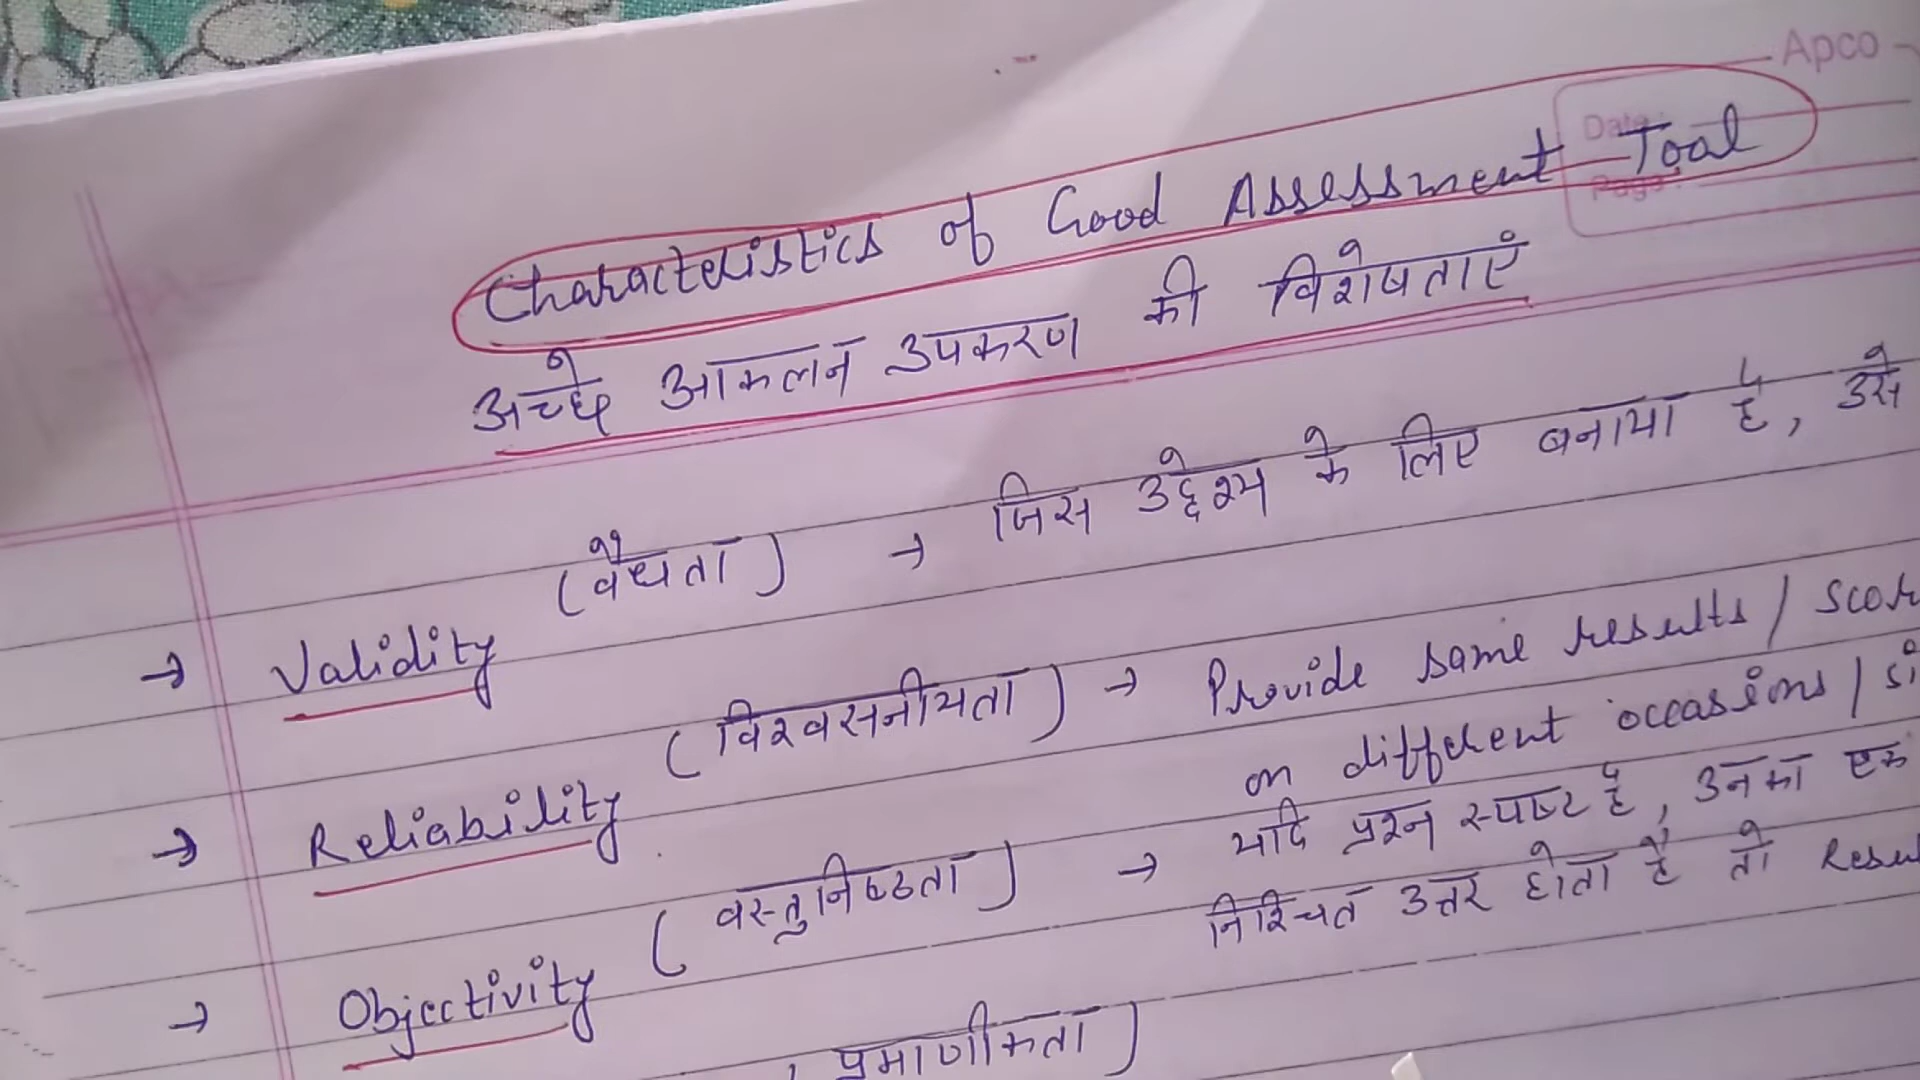 Apco
Date:
Page:
Characteristics of Good Assessment Tool
अच्छे आकलन उपकरण की विशेषताएं
→ Validity (वैधता) → जिस उद्देश्य के लिए बनाया है, उसे
→ Reliability (विश्वसनीयता) → Provide same results / scor
on different occasions / si
→ Objectivity (वस्तुनिष्ठता) → यदि प्रश्न स्पष्ट है, उनका एक
निश्चित उत्तर होता है तो Resul
प्रमाणीकता)